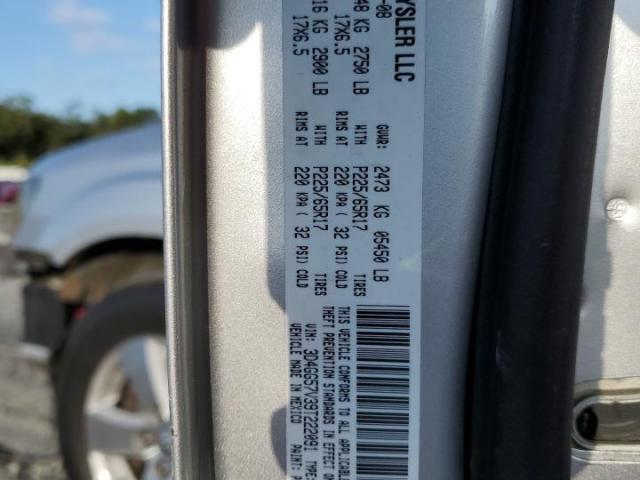 YSLER LLC
-08 GVWR: 2473 KG 05450 LB
48 KG 2750 LB WITH P225/65R17 TIRES
17X6.5 RIMS AT 220 KPA ( 32 PSI) COLD
16 KG 2900 LB WITH P225/65R17 TIRES
17X6.5 RIMS AT 220 KPA ( 32 PSI) COLD
THIS VEHICLE CONFORMS TO ALL APPLICABLE
THEFT PREVENTION STANDARDS IN EFFECT ON
VIN: 3D4GG57V39T222091 TYPE:
VEHICLE MADE IN MEXICO PAINT: P